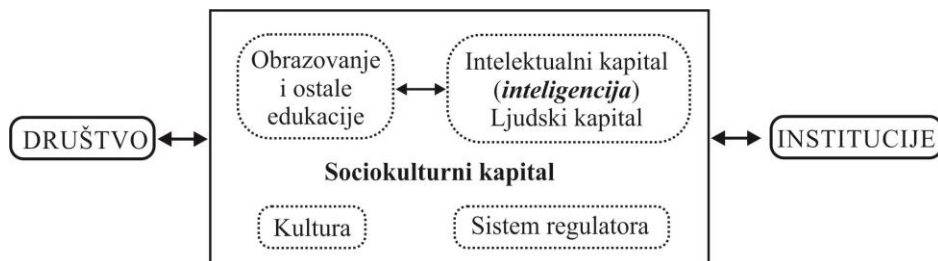 Obrazovanje
i ostale
edukacije
Intelektualni kapital
(inteligencija)
Ljudski kapital
DRUŠTVO
INSTITUCIJE
Sociokulturni kapital
Kultura
Sistem regulatora